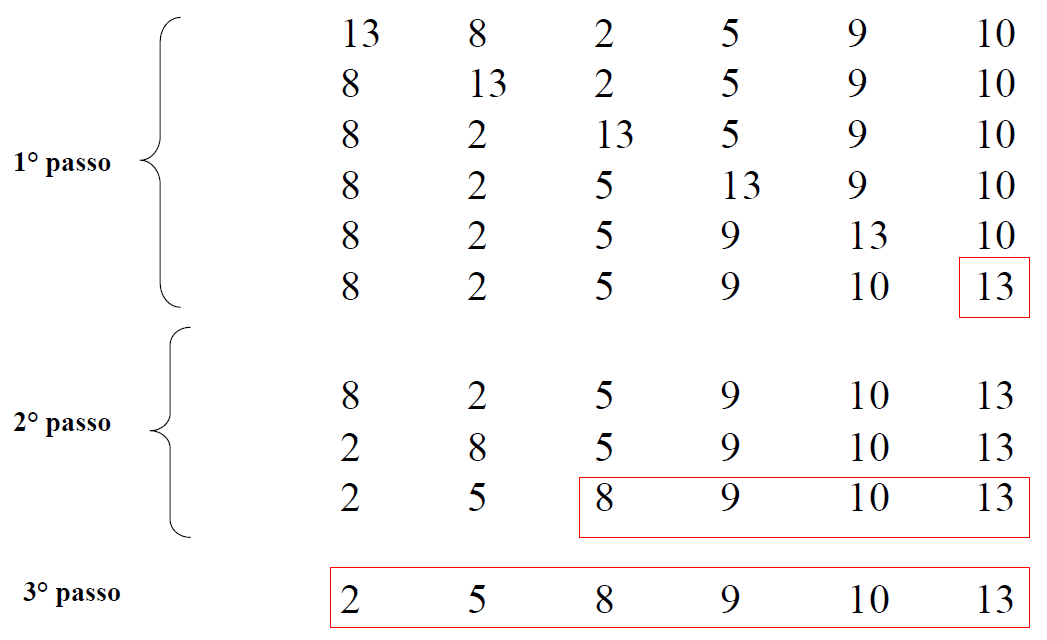 13 8 2 5 9 10
8 13 2 5 9 10
8 2 13 5 9 10
1° passo
8 2 5 13 9 10
8 2 5 9 13 10
8 2 5 9 10 13
8 2 5 9 10 13
2° passo
2 8 5 9 10 13
2 5 8 9 10 13
3° passo 2 5 8 9 10 13